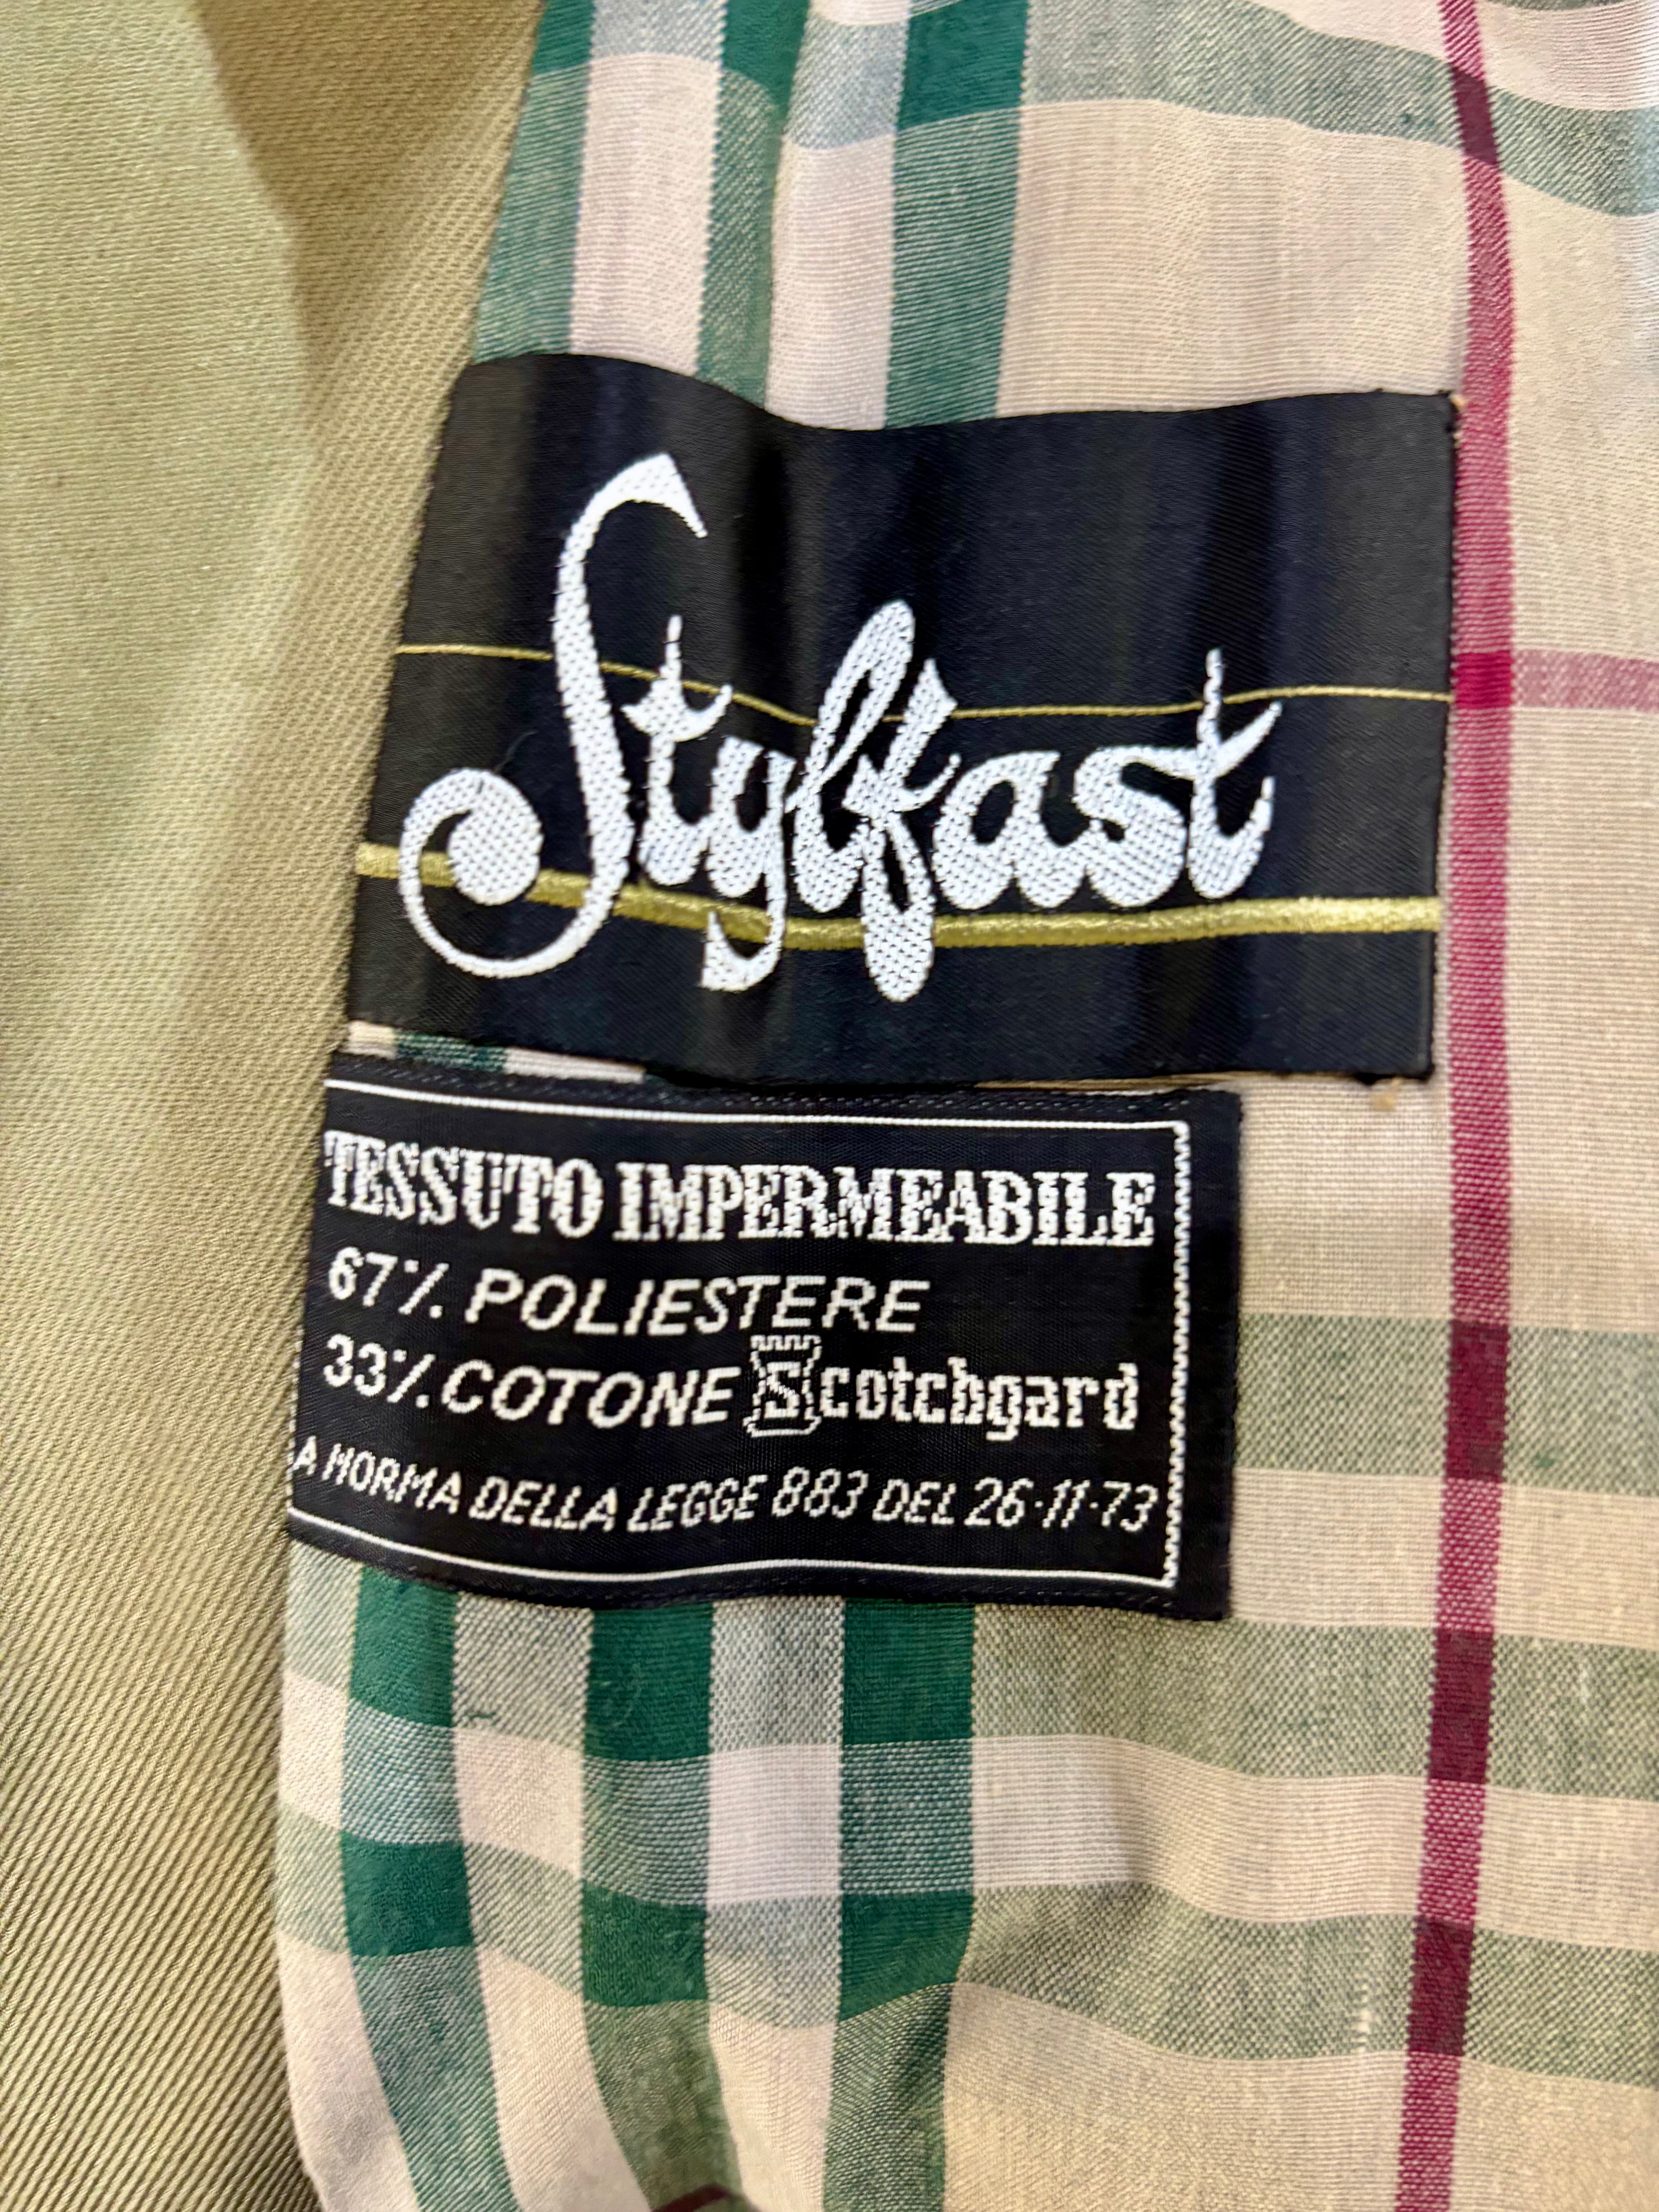 Stylfast
TESSUTO IMPERMEABILE
67% POLIESTERE
33% COTONE Scotchgard
A NORMA DELLA LEGGE 883 DEL 26-11-73